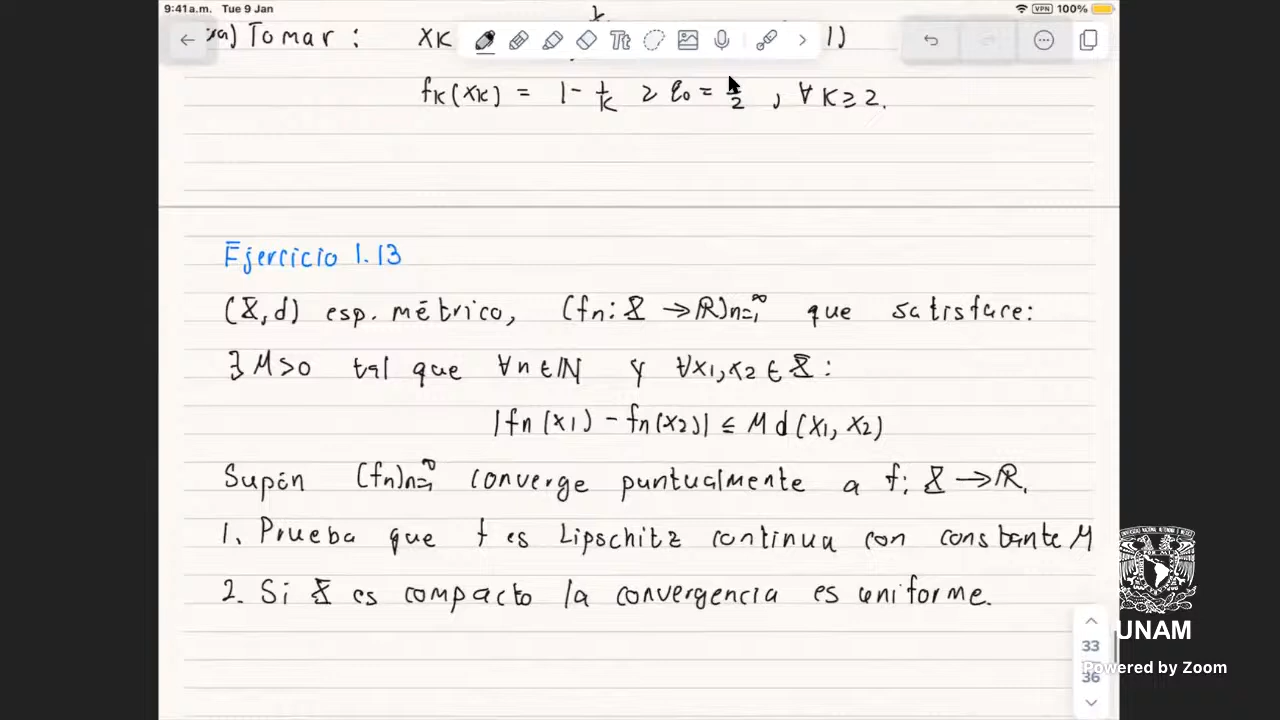 9:41 a.m. Tue 9 Jan
VPN 100%
Tomar : xk
fk(xk) = 1 - 1/k ≥ ε0 = 1/2 , ∀ k ≥ 2.
Ejercicio 1.13
(X,d) esp. métrico, (fn: X → ℝ)n=1^∞ que satisface:
∃ M>0 tal que ∀n∈ℕ y ∀x1,x2 ∈ X:
|fn(x1) - fn(x2)| ≤ M d(x1, x2)
Supón (fn)n=1^∞ converge puntualmente a f: X → ℝ.
1. Prueba que f es Lipschitz continua con constante M
2. Si X es compacto la convergencia es uniforme.
33
36
UNAM
Powered by Zoom